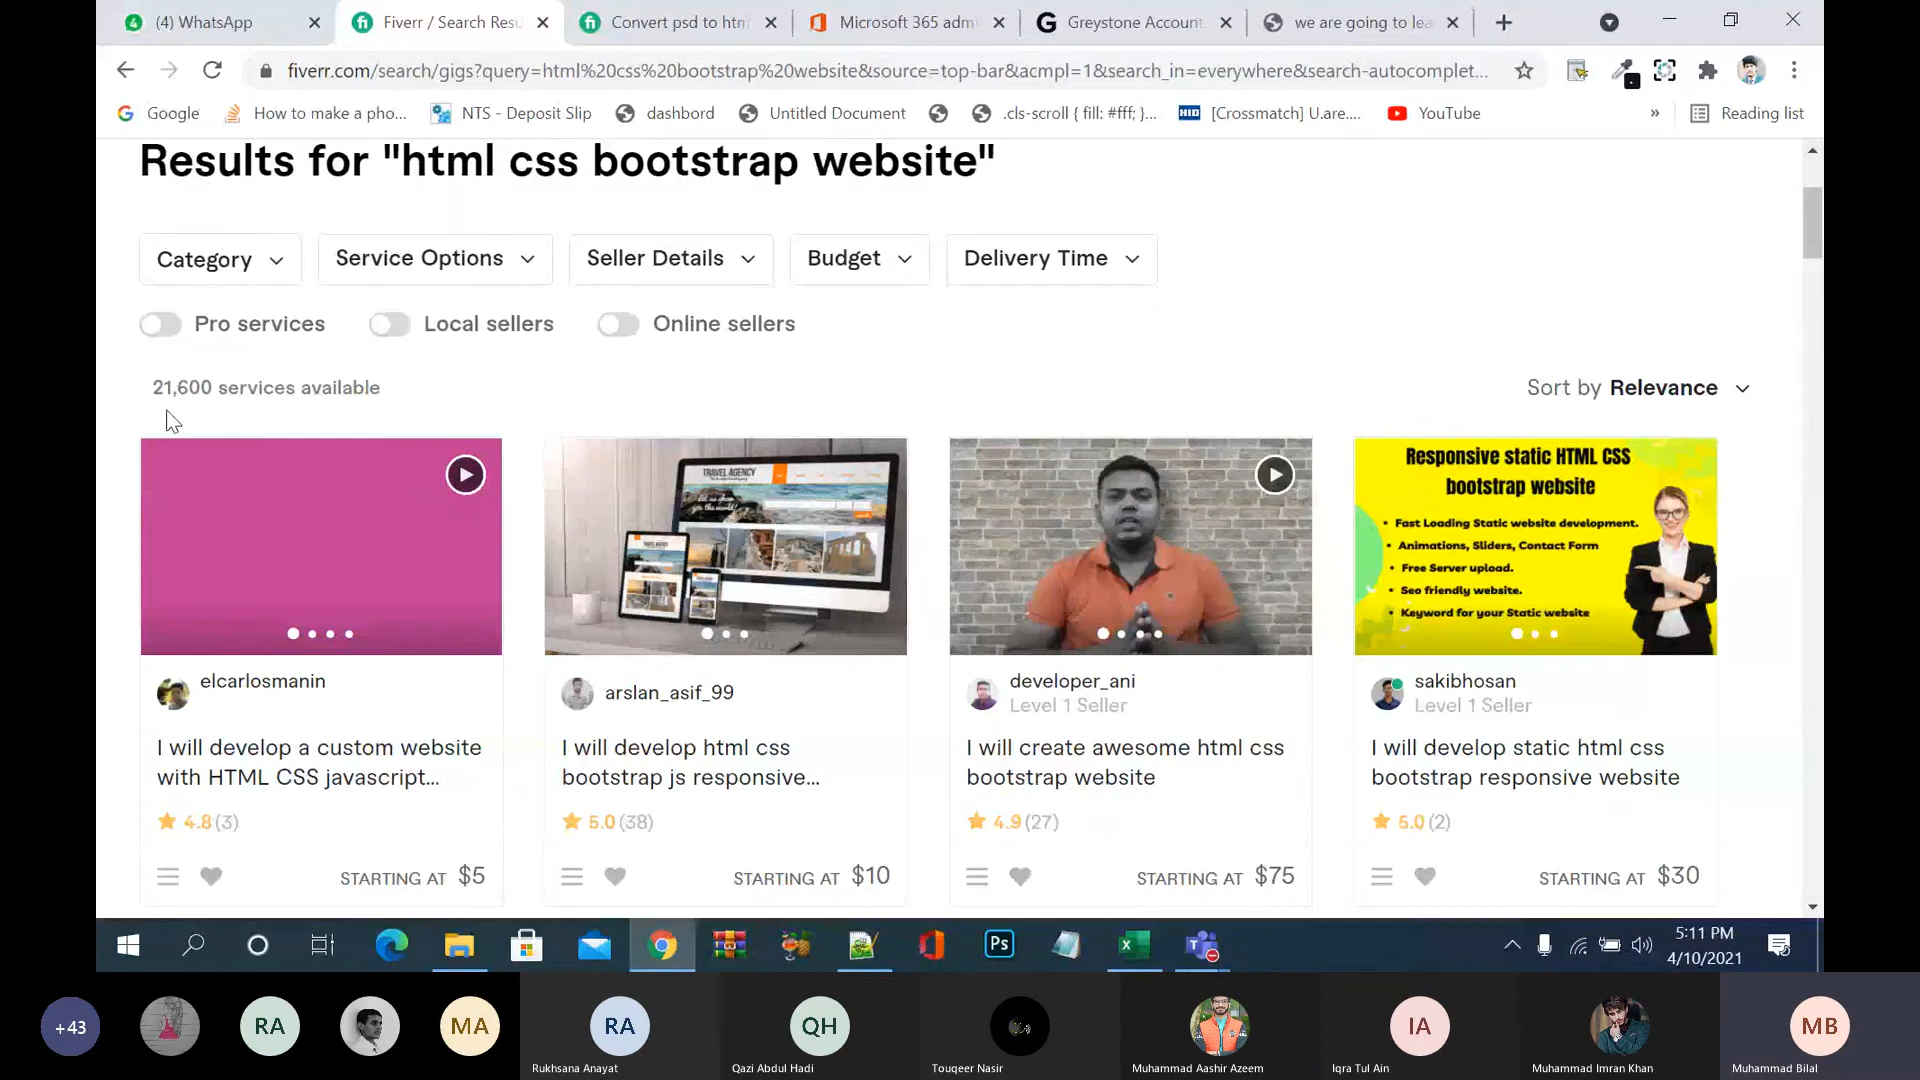 (4) WhatsApp
Fiverr / Search Resu
Convert psd to htm
Microsoft 365 adm
Greystone Account
we are going to lea
fiverr.com/search/gigs?query=html%20css%20bootstrap%20website&source=top-bar&acmpl=1&search_in=everywhere&search-autocomplet...
Google
How to make a pho...
NTS - Deposit Slip
dashbord
Untitled Document
.cls-scroll { fill: #fff; }...
HID
[Crossmatch] U.are....
YouTube
»
Reading list
Results for "html css bootstrap website"
Category
Service Options
Seller Details
Budget
Delivery Time
Pro services
Local sellers
Online sellers
21,600 services available
Sort by Relevance
TRAVEL AGENCY
Responsive static HTML CSS
bootstrap website
• Fast Loading Static website development.
• Animations, Sliders, Contact Form
• Free Server upload.
• Seo friendly website.
• Keyword for your Static website
elcarlosmanin
I will develop a custom website
with HTML CSS javascript...
4.8 (3)
STARTING AT $5
arslan_asif_99
I will develop html css
bootstrap js responsive...
5.0 (38)
STARTING AT $10
developer_ani
Level 1 Seller
I will create awesome html css
bootstrap website
4.9 (27)
STARTING AT $75
sakibhosan
Level 1 Seller
I will develop static html css
bootstrap responsive website
5.0 (2)
STARTING AT $30
Ps
5:11 PM
4/10/2021
+43
RA
MA
RA
Rukhsana Anayat
QH
Qazi Abdul Hadi
Touqeer Nasir
Muhammad Aashir Azeem
IA
Iqra Tul Ain
Muhammad Imran Khan
MB
Muhammad Bilal